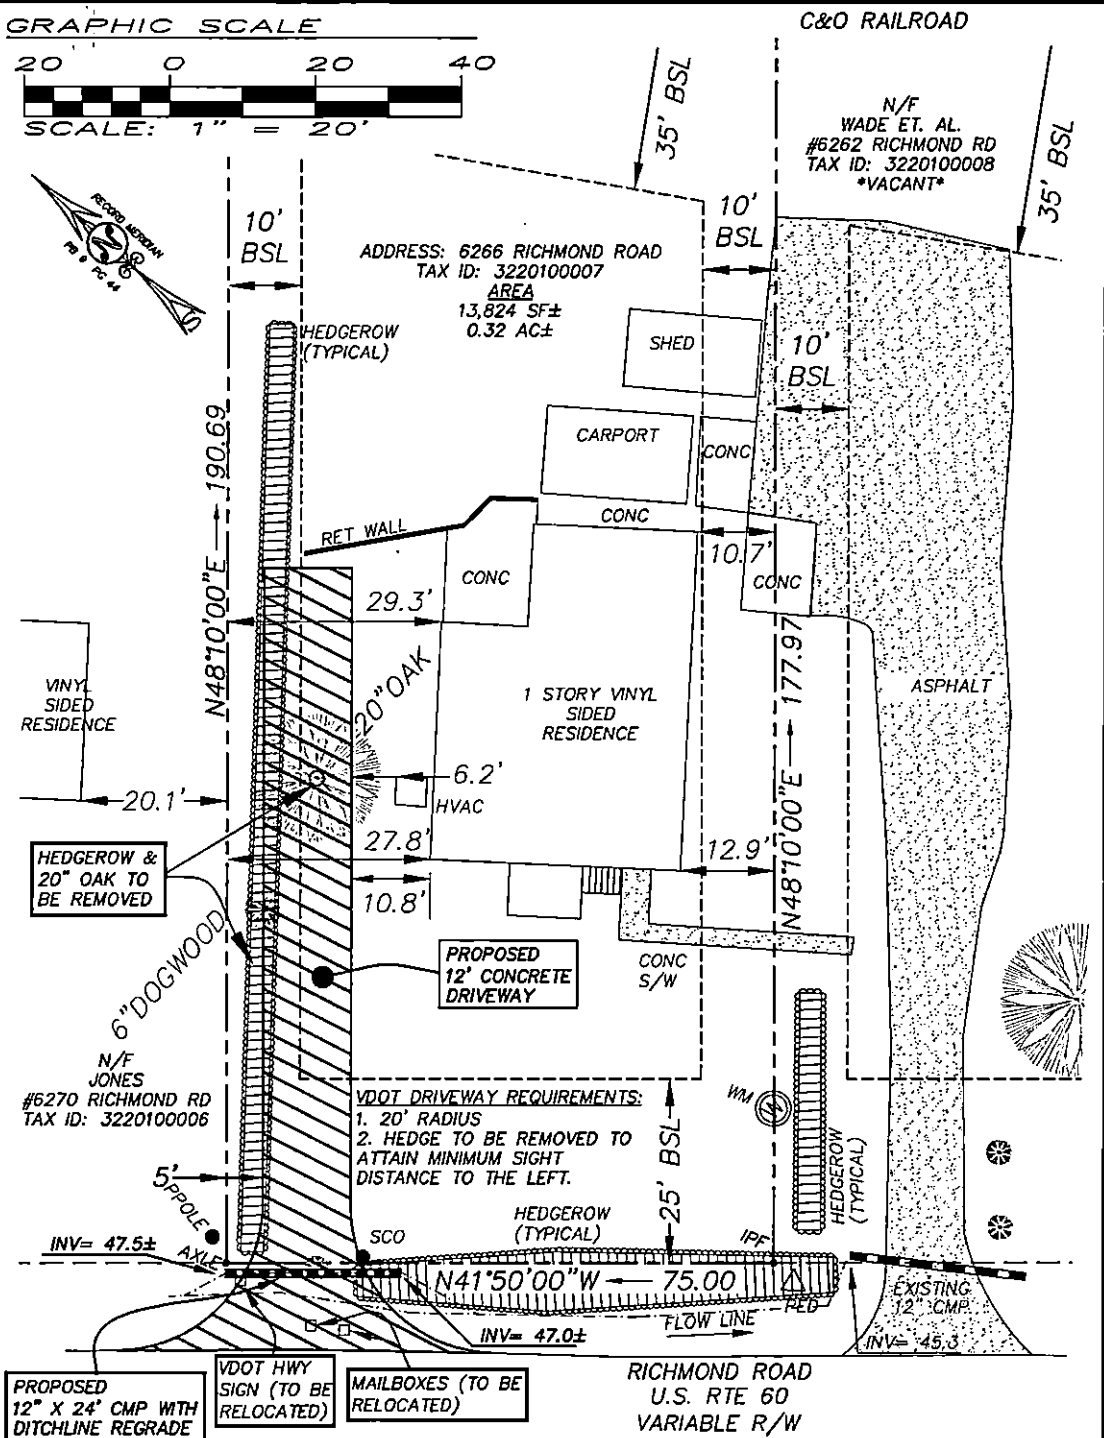 GRAPHIC SCALE
20 0 20 40
SCALE: 1" = 20'
C&O RAILROAD
35' BSL
N/F
WADE ET. AL.
#6262 RICHMOND RD
TAX ID: 3220100008
*VACANT*
35' BSL
RECORD MERIDIAN
PB 9 PG 44
N
S
10'
BSL
ADDRESS: 6266 RICHMOND ROAD
TAX ID: 3220100007
AREA
13,824 SF±
0.32 AC±
10'
BSL
HEDGEROW
(TYPICAL)
SHED
10'
BSL
N48°10'00"E 190.69
CARPORT
CONC
CONC
RET WALL
10.7'
CONC
CONC
29.3'
VINYL
SIDED
RESIDENCE
20" OAK
1 STORY VINYL
SIDED
RESIDENCE
N48°10'00"E 177.97
ASPHALT
6.2'
HVAC
20.1'
27.8'
12.9'
HEDGEROW &
20" OAK TO
BE REMOVED
10.8'
6" DOGWOOD
PROPOSED
12' CONCRETE
DRIVEWAY
CONC
S/W
N/F
JONES
#6270 RICHMOND RD
TAX ID: 3220100006
VDOT DRIVEWAY REQUIREMENTS:
1. 20' RADIUS
2. HEDGE TO BE REMOVED TO
ATTAIN MINIMUM SIGHT
DISTANCE TO THE LEFT.
25' BSL
WM
W
HEDGEROW
(TYPICAL)
5'
PPOLE
SCO
HEDGEROW
(TYPICAL)
IPF
INV= 47.5±
AXLE
N41°50'00"W 75.00
PED
EXISTING
12" CMP
FLOW LINE
INV= 47.0±
INV= 45.3
PROPOSED
12" X 24' CMP WITH
DITCHLINE REGRADE
VDOT HWY
SIGN (TO BE
RELOCATED)
MAILBOXES (TO BE
RELOCATED)
RICHMOND ROAD
U.S. RTE 60
VARIABLE R/W